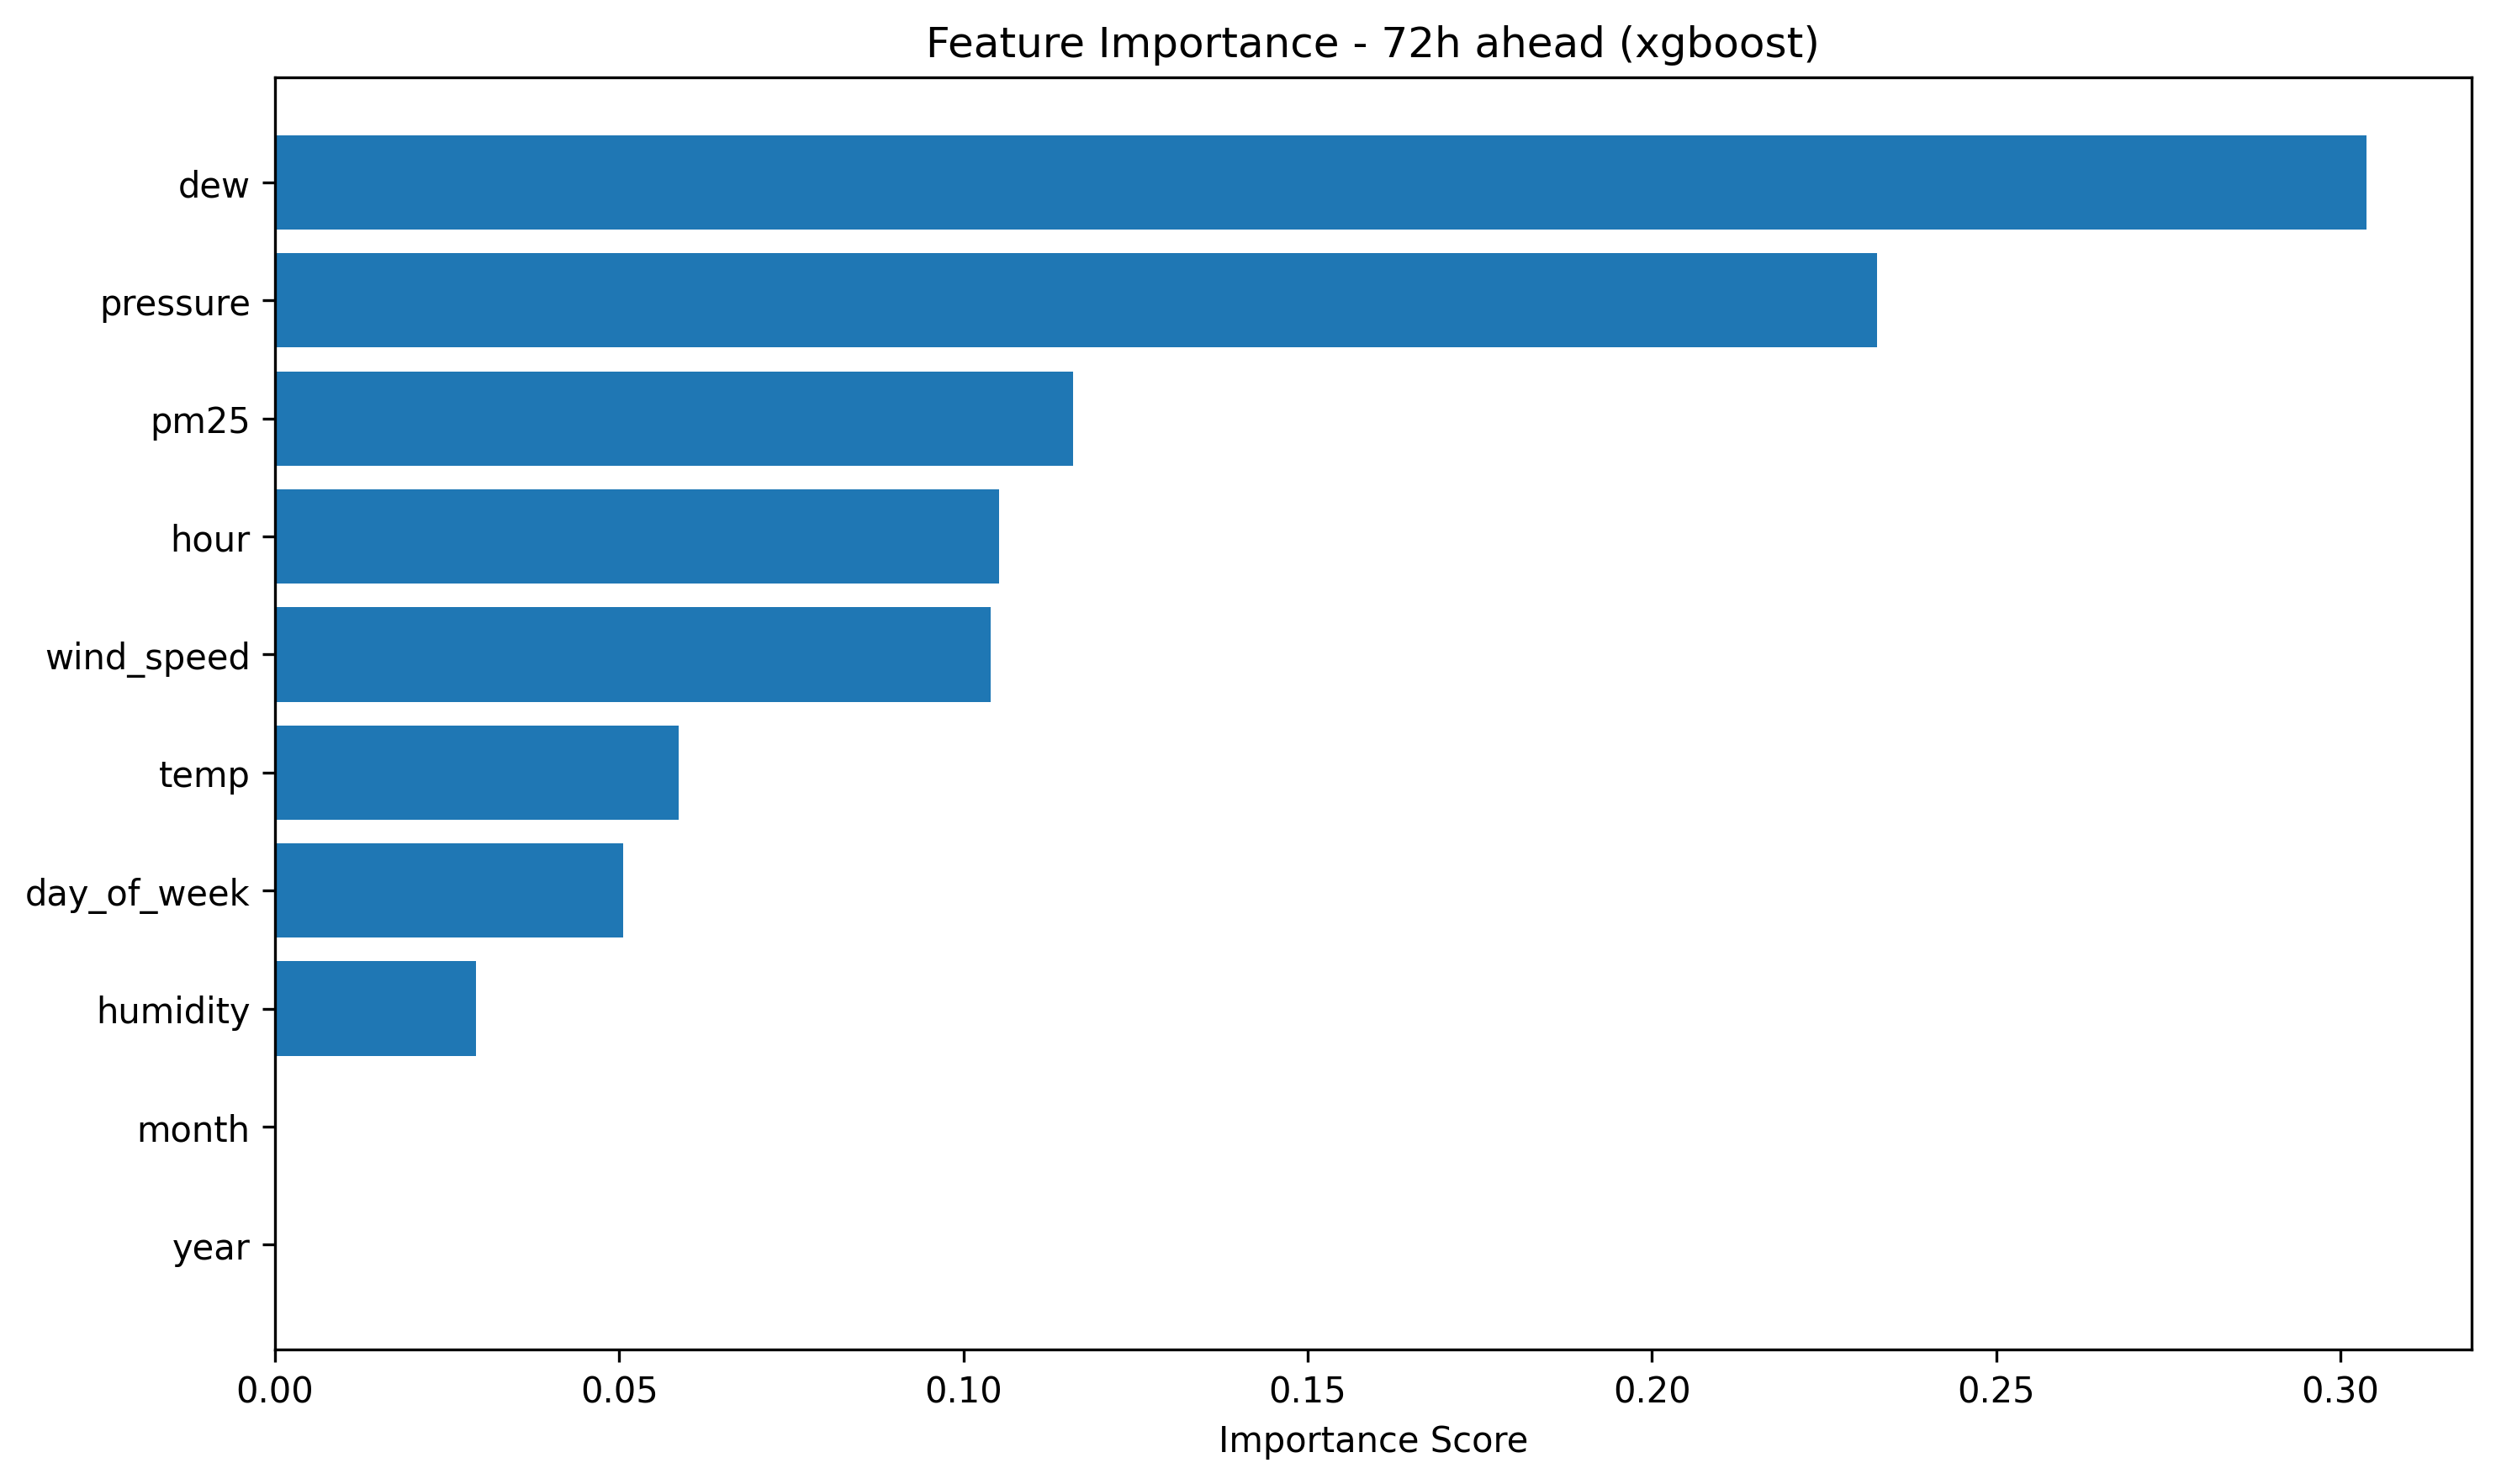 Feature Importance - 72h ahead (xgboost)
dew
pressure
pm25
hour
wind_speed
temp
day_of_week
humidity
month
year
0.00 0.05 0.10 0.15 0.20 0.25 0.30
Importance Score